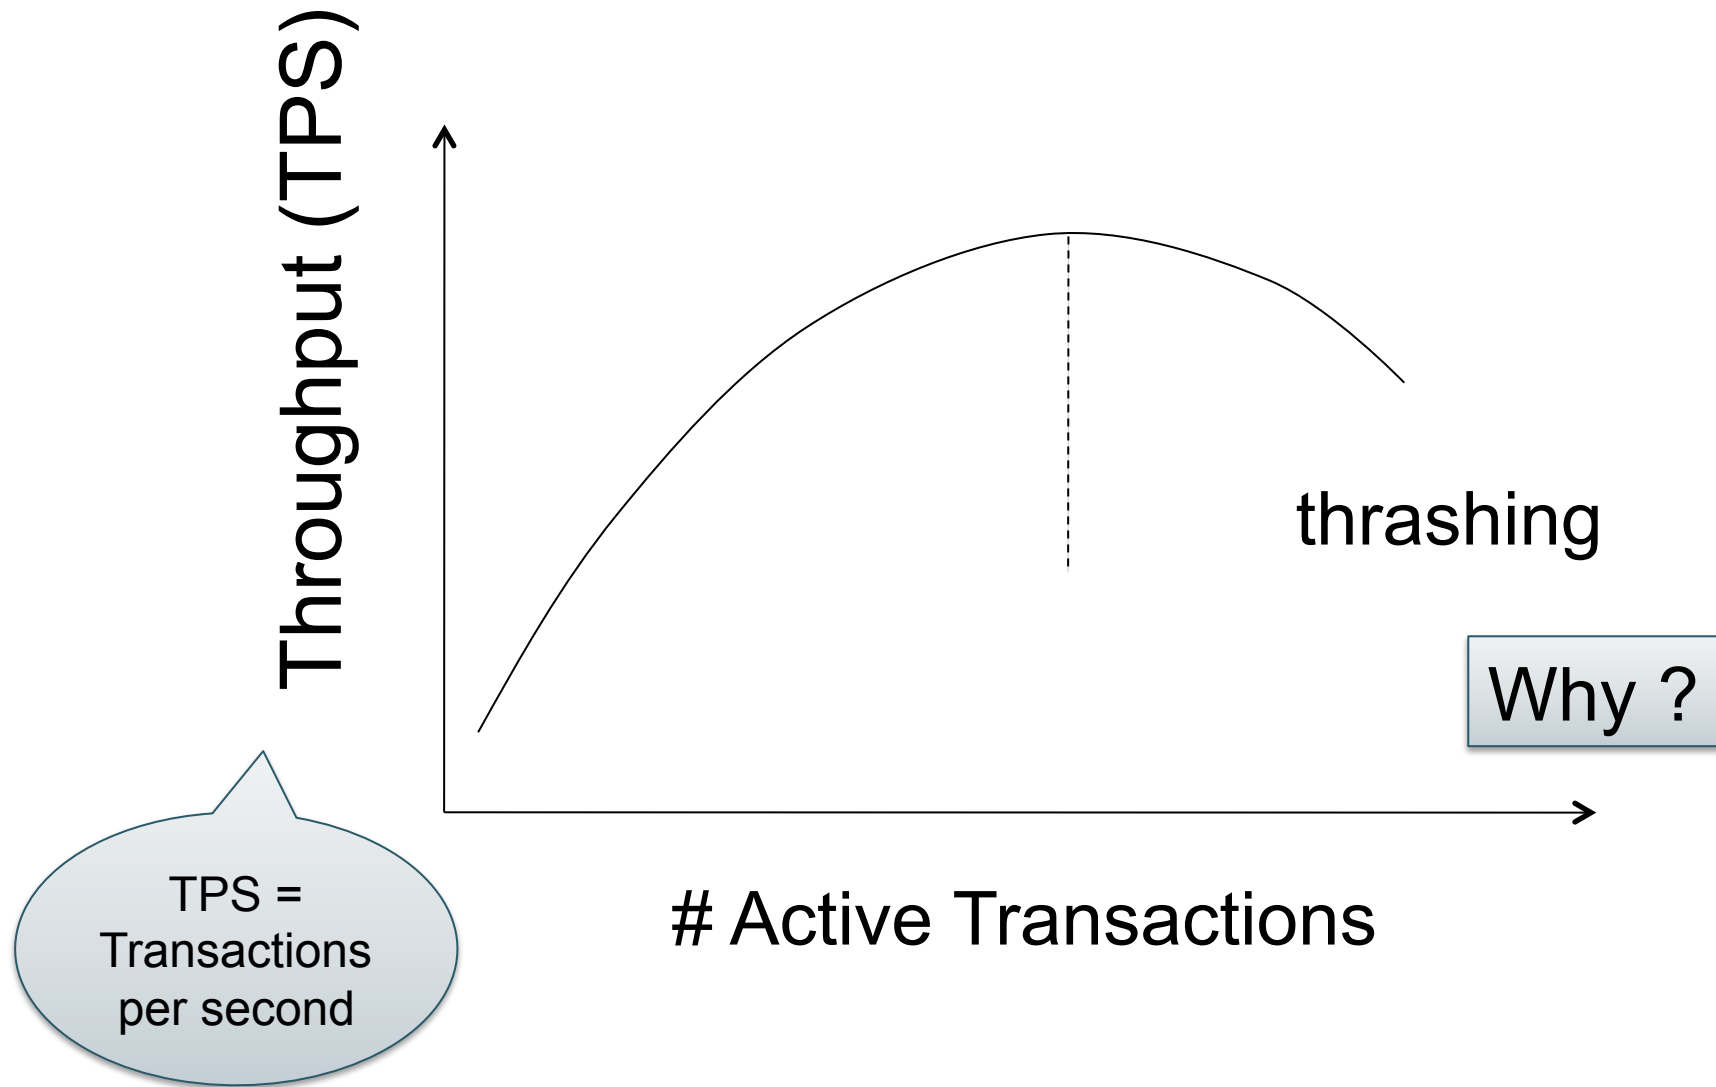 Throughput (TPS)
thrashing
Why ?
TPS =
Transactions
per second
# Active Transactions